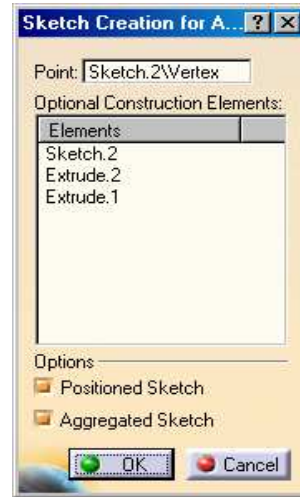 Sketch Creation for A... ? ×
Point: Sketch.2\Vertex
Optional Construction Elements:
Elements
Sketch.2
Extrude.2
Extrude.1
Options
Positioned Sketch
Aggregated Sketch
OK Cancel